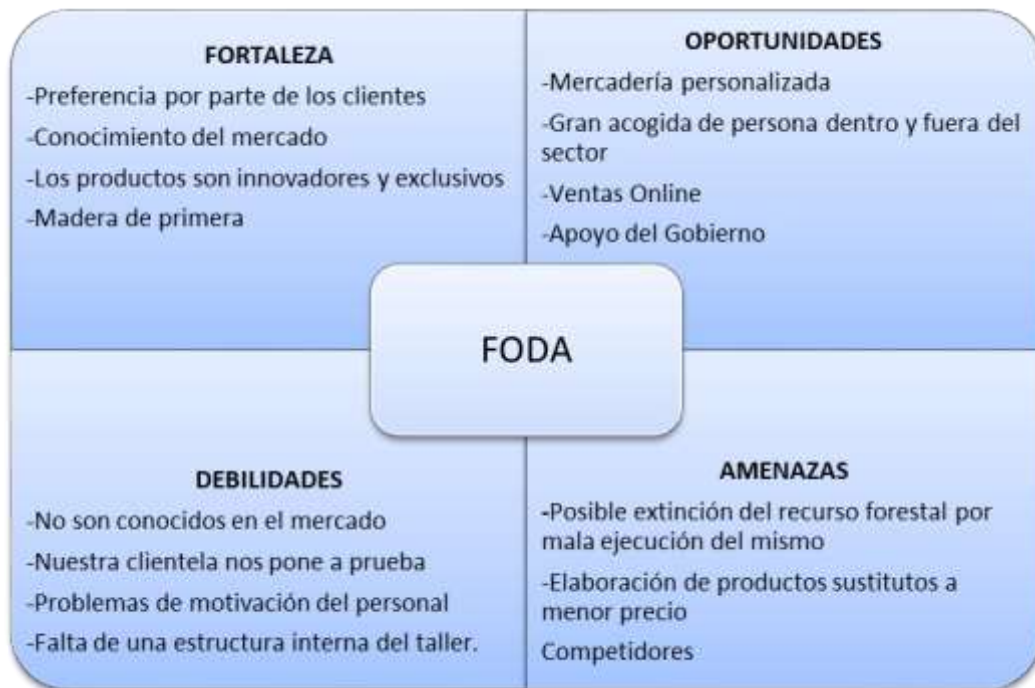 FORTALEZA
-Preferencia por parte de los clientes
-Conocimiento del mercado
-Los productos son innovadores y exclusivos
-Madera de primera
OPORTUNIDADES
-Mercadería personalizada
-Gran acogida de persona dentro y fuera del
sector
-Ventas Online
-Apoyo del Gobierno
FODA
DEBILIDADES
-No son conocidos en el mercado
-Nuestra clientela nos pone a prueba
-Problemas de motivación del personal
-Falta de una estructura interna del taller.
AMENAZAS
-Posible extinción del recurso forestal por
mala ejecución del mismo
-Elaboración de productos sustitutos a
menor precio
Competidores